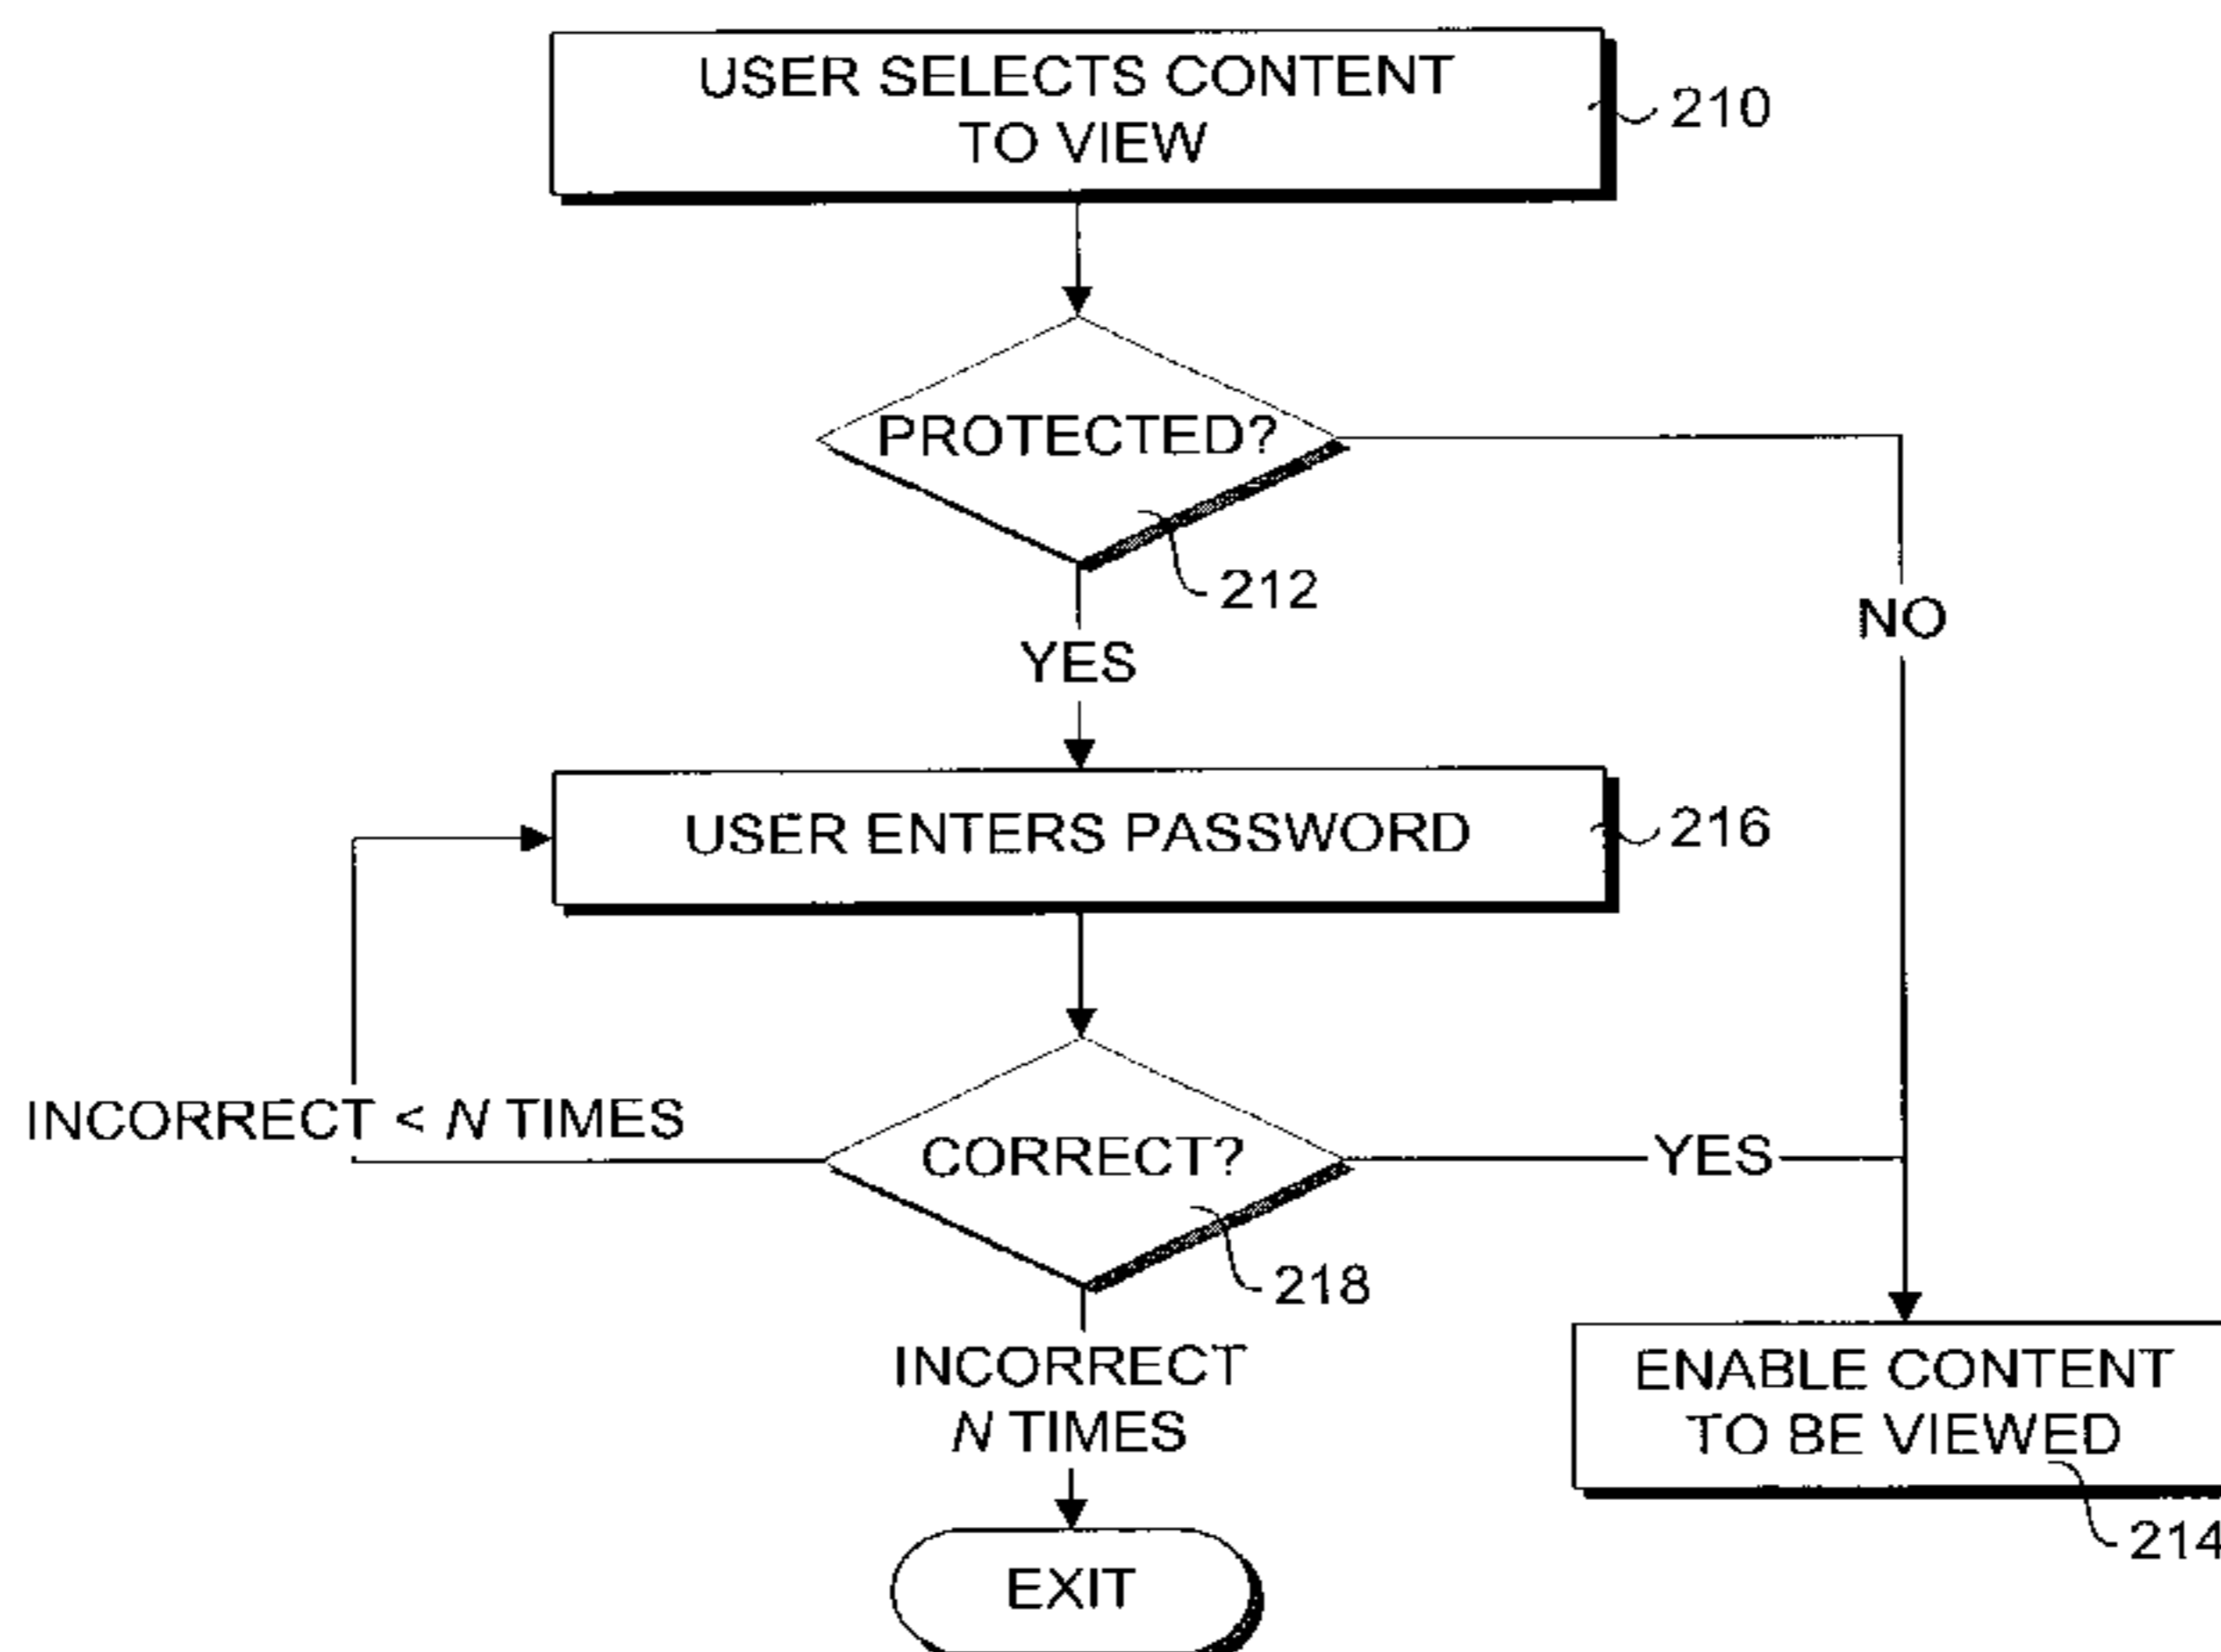 USER SELECTS CONTENT
TO VIEW
210
PROTECTED?
212
NO
YES
USER ENTERS PASSWORD
216
INCORRECT < N TIMES
CORRECT?
YES
218
INCORRECT
N TIMES
ENABLE CONTENT
TO BE VIEWED
214
EXIT